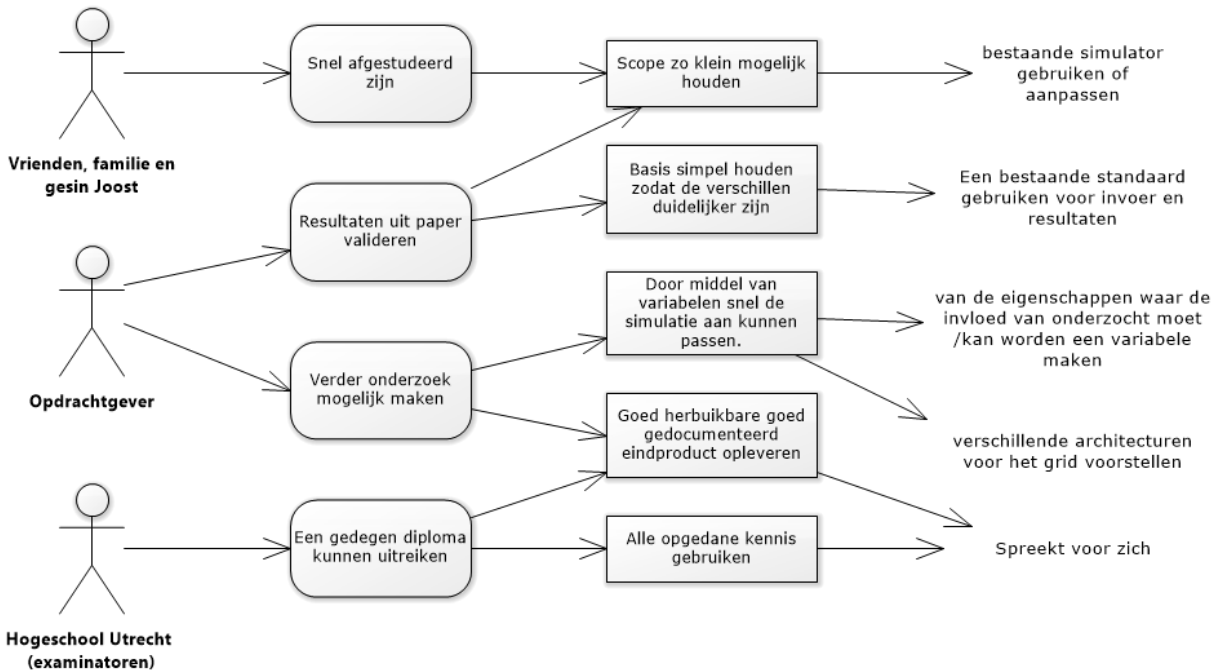 Vrienden, familie en
gesin Joost
Opdrachtgever
Hogeschool Utrecht
(examinatoren)
Snel afgestudeerd
zijn
Resultaten uit paper
valideren
Verder onderzoek
mogelijk maken
Een gedegen diploma
kunnen uitreiken
Scope zo klein mogelijk
houden
Basis simpel houden
zodat de verschillen
duidelijker zijn
Door middel van
variabelen snel de
simulatie aan kunnen
passen.
Goed herbuikbare goed
gedocumenteerd
eindproduct opleveren
Alle opgedane kennis
gebruiken
bestaande simulator
gebruiken of
aanpassen
Een bestaande standaard
gebruiken voor invoer en
resultaten
van de eigenschappen waar de
invloed van onderzocht moet
/kan worden een variabele
maken
verschillende architecturen
voor het grid voorstellen
Spreekt voor zich